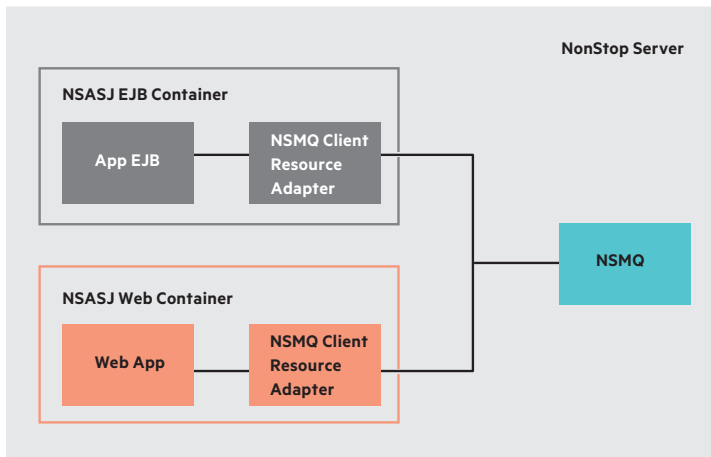 NonStop Server
NSASJ EJB Container
App EJB
NSMQ Client
Resource
Adapter
NSMQ
NSASJ Web Container
Web App
NSMQ Client
Resource
Adapter